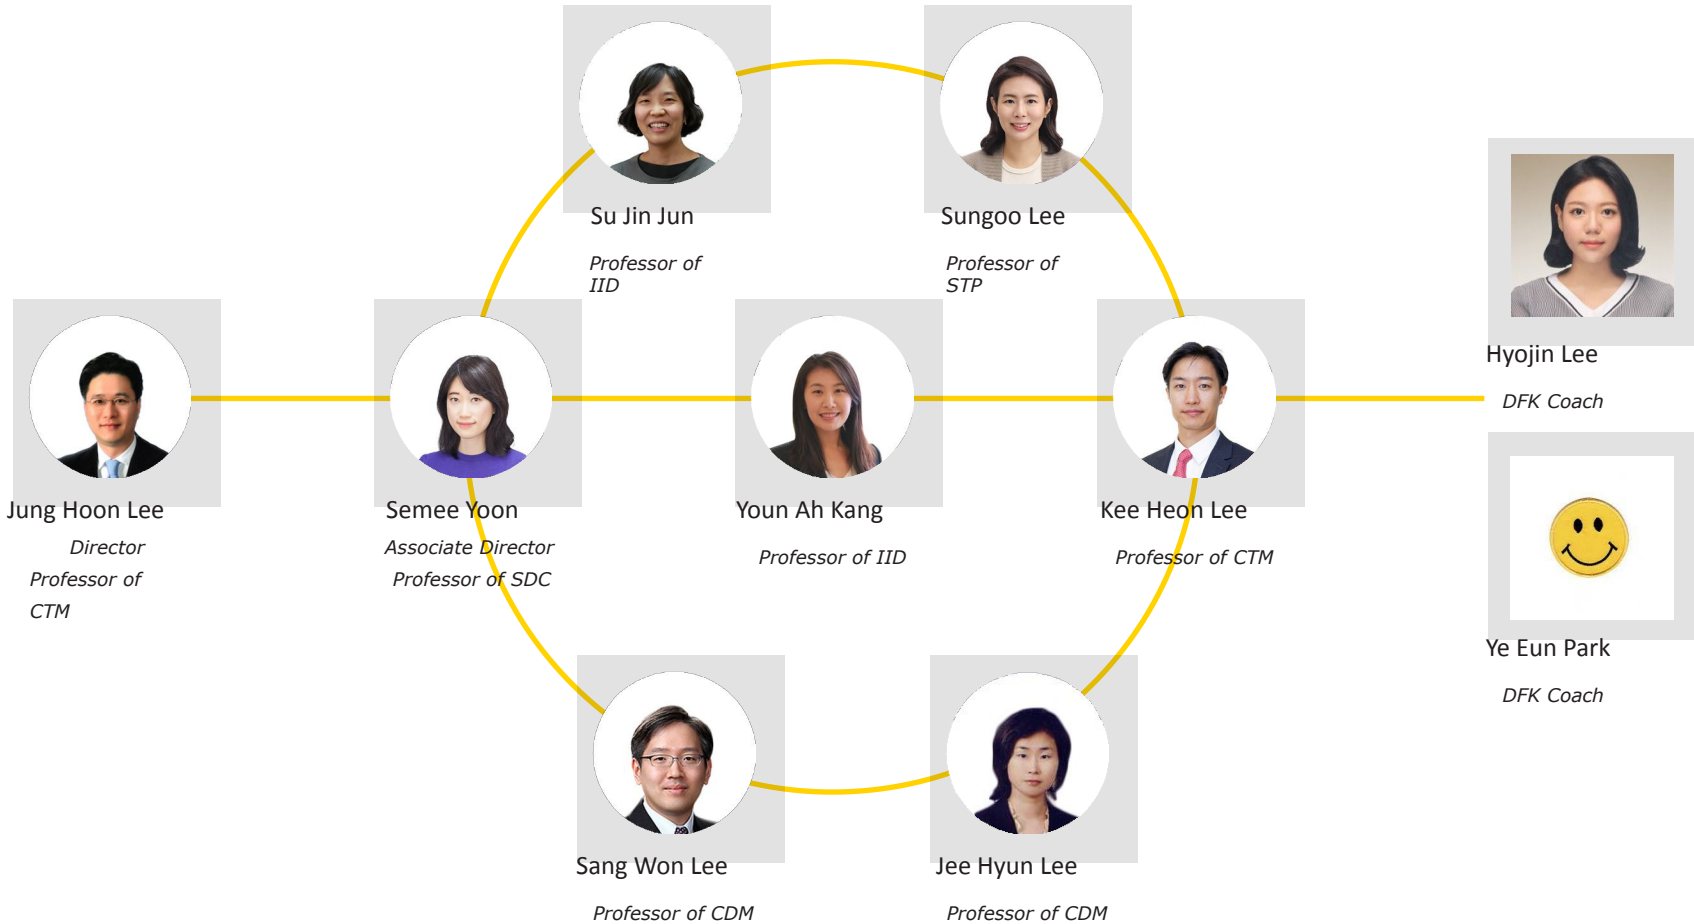 Su Jin Jun
Professor of
IID
Sungoo Lee
Professor of
STP
Hyojin Lee
DFK Coach
Jung Hoon Lee
Director
Professor of
CTM
Semee Yoon
Associate Director
Professor of SDC
Youn Ah Kang
Professor of IID
Kee Heon Lee
Professor of CTM
Ye Eun Park
DFK Coach
Sang Won Lee
Professor of CDM
Jee Hyun Lee
Professor of CDM